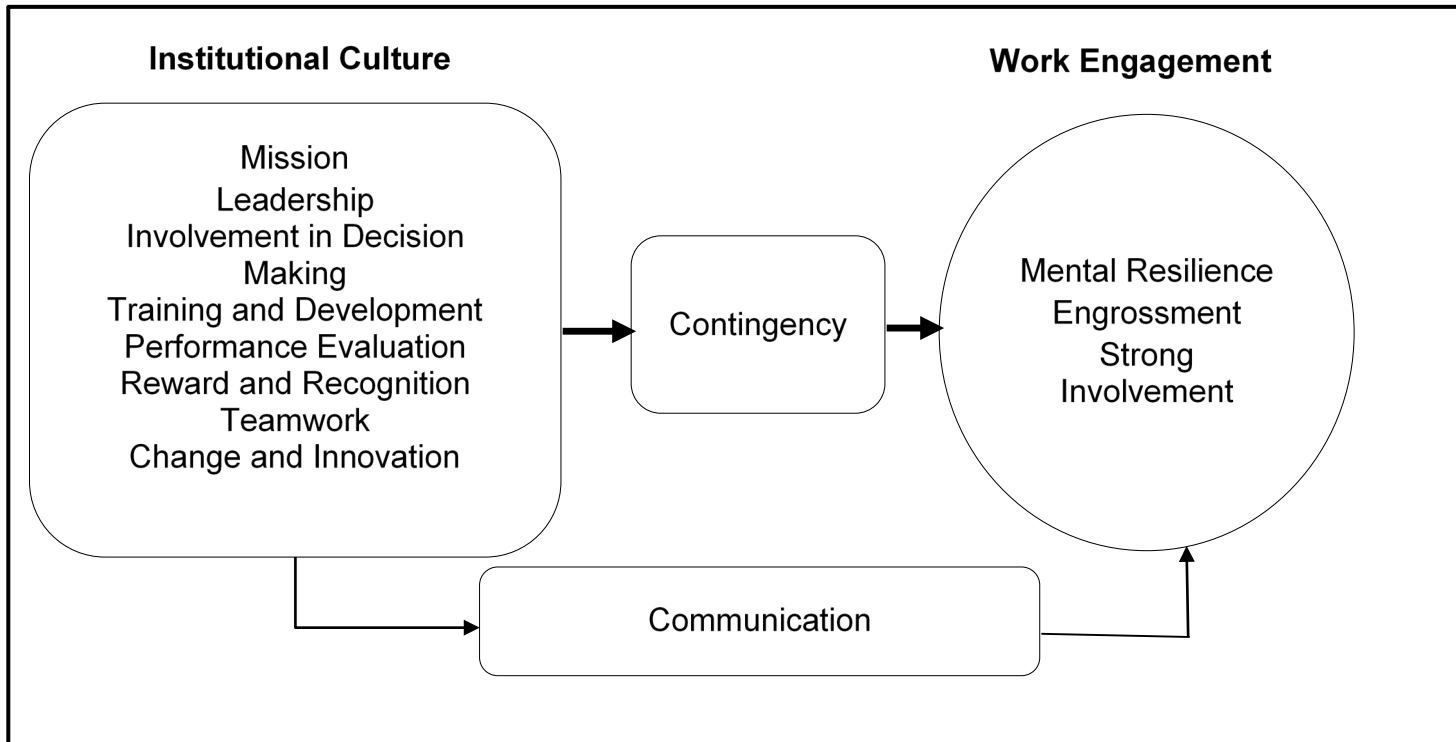 Institutional Culture
Work Engagement
Mission
Leadership
Involvement in Decision
Making
Training and Development
Performance Evaluation
Reward and Recognition
Teamwork
Change and Innovation
Contingency
Mental Resilience
Engrossment
Strong
Involvement
Communication